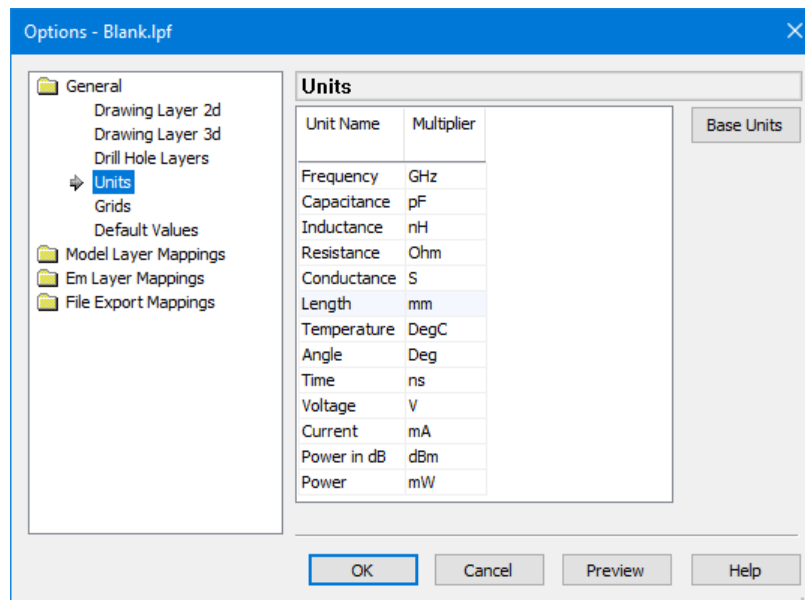 Options - Blank.lpf
General
Drawing Layer 2d
Drawing Layer 3d
Drill Hole Layers
Units
Grids
Default Values
Model Layer Mappings
Em Layer Mappings
File Export Mappings
Units
Unit Name Multiplier
Frequency GHz
Capacitance pF
Inductance nH
Resistance Ohm
Conductance S
Length mm
Temperature DegC
Angle Deg
Time ns
Voltage V
Current mA
Power in dB dBm
Power mW
Base Units
OK Cancel Preview Help